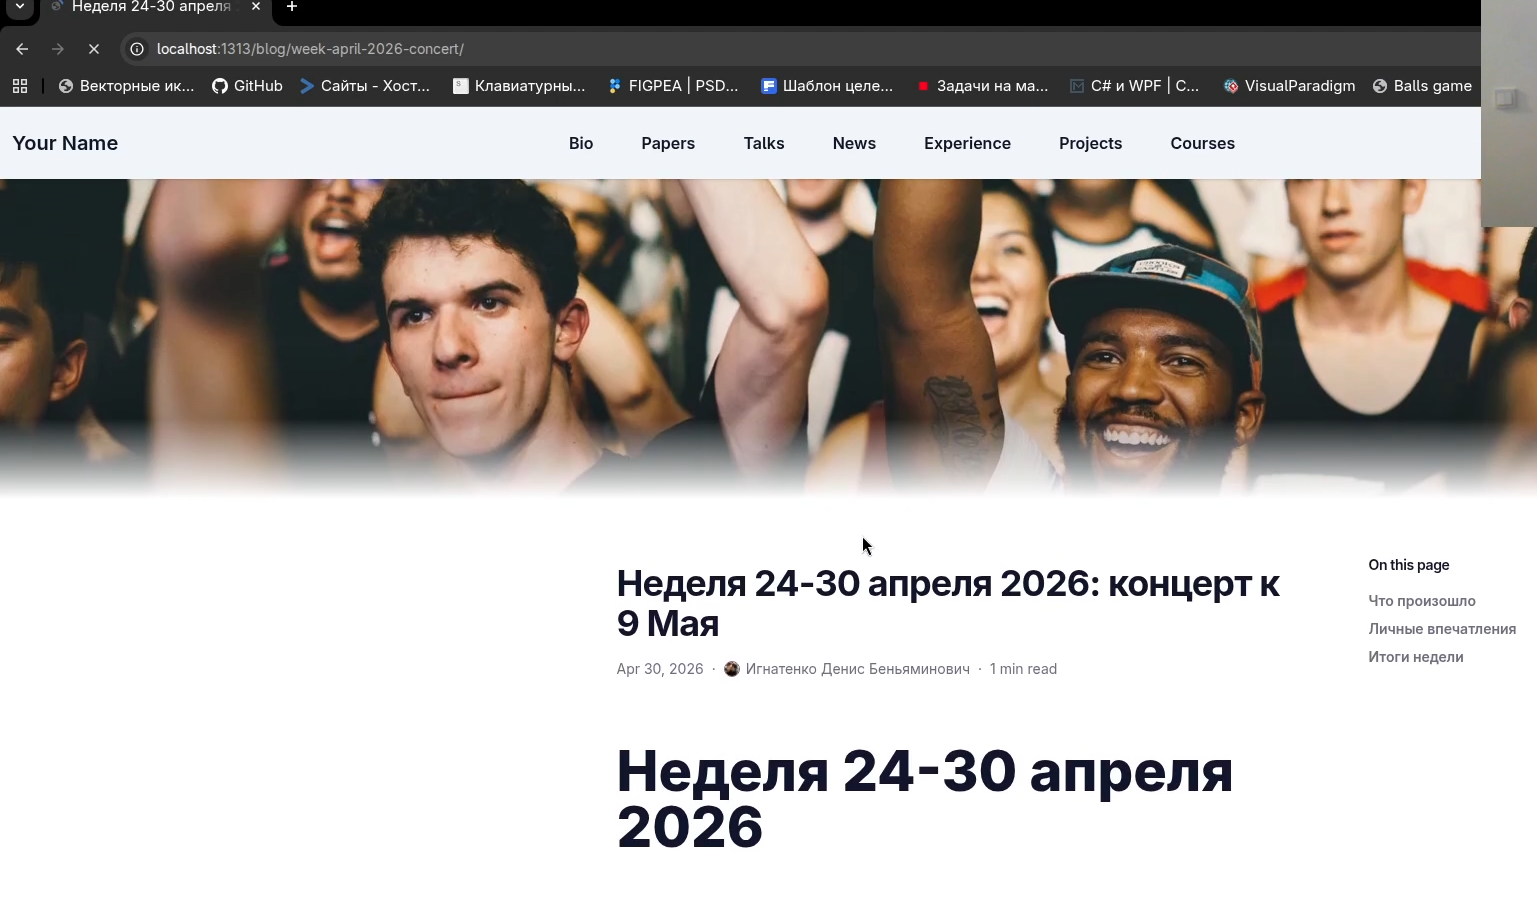 Неделя 24-30 апреля
localhost:1313/blog/week-april-2026-concert/
Векторные ик... GitHub Сайты - Хост... Клавиатурны... FIGPEA | PSD... Шаблон целе... Задачи на ма... C# и WPF | С... VisualParadigm Balls game
Your Name Bio Papers Talks News Experience Projects Courses
Неделя 24-30 апреля 2026: концерт к
9 Мая
Apr 30, 2026 · Игнатенко Денис Беньяминович · 1 min read
On this page
Что произошло
Личные впечатления
Итоги недели
Неделя 24-30 апреля
2026